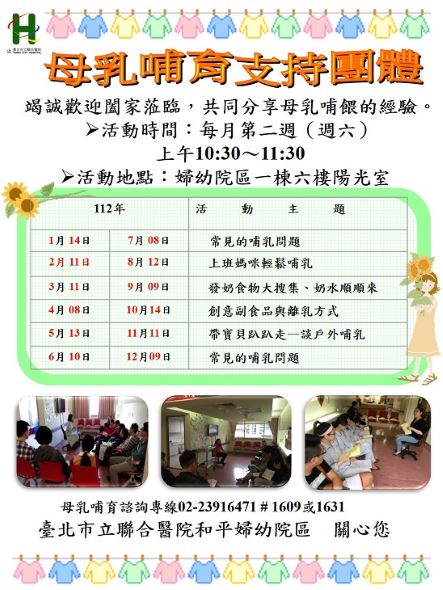 臺北市立聯合醫院
母乳哺育支持團體
竭誠歡迎闔家蒞臨，共同分享母乳哺餵的經驗。
➢活動時間：每月第二週（週六）
上午10:30～11:30
➢活動地點：婦幼院區一棟六樓陽光室
112年 活動主題
1月 14日 7月 08日 常見的哺乳問題
2月 11日 8月 12日 上班媽咪輕鬆哺乳
3月 11日 9月 09日 發奶食物大搜集、奶水順順來
4月 08日 10月14日 創意副食品與離乳方式
5月 13日 11月11日 帶寶貝趴趴走—談戶外哺乳
6月 10日 12月09日 常見的哺乳問題
母乳哺育諮詢專線02-23916471＃1609或1631
臺北市立聯合醫院和平婦幼院區 關心您